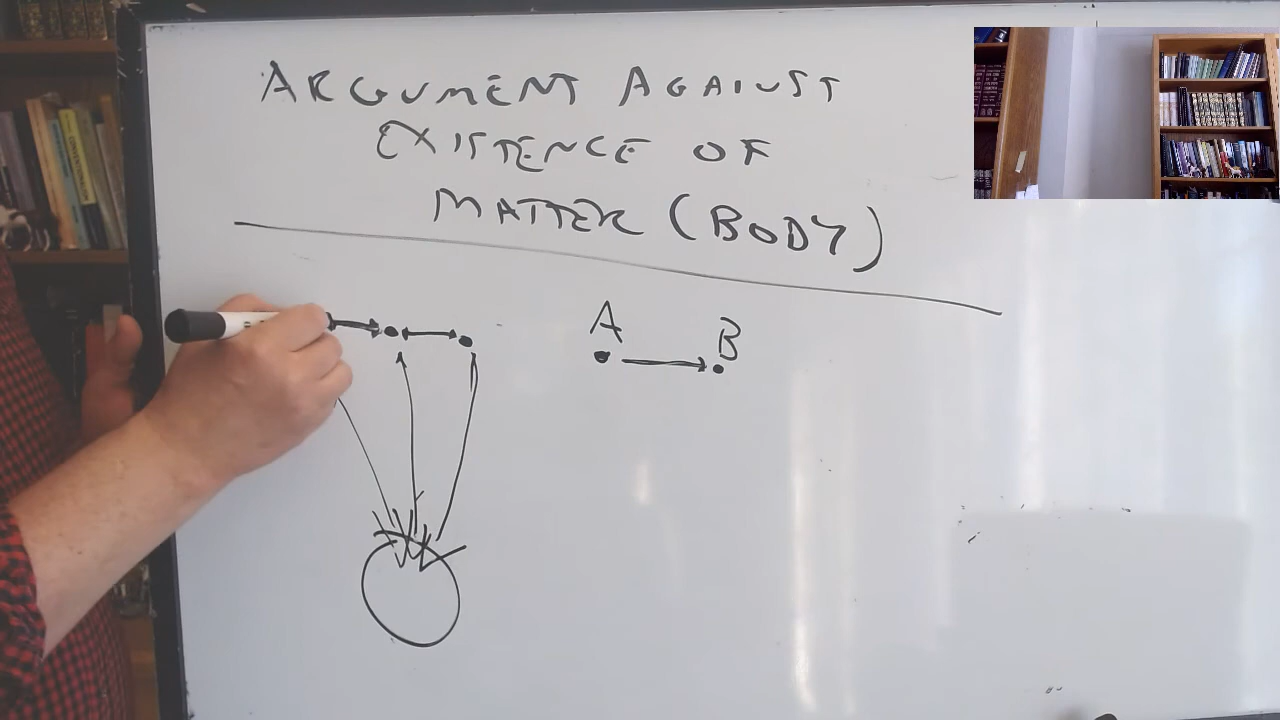 ARGUMENT AGAINST
EXISTENCE OF
MATTER (BODY)
A
B